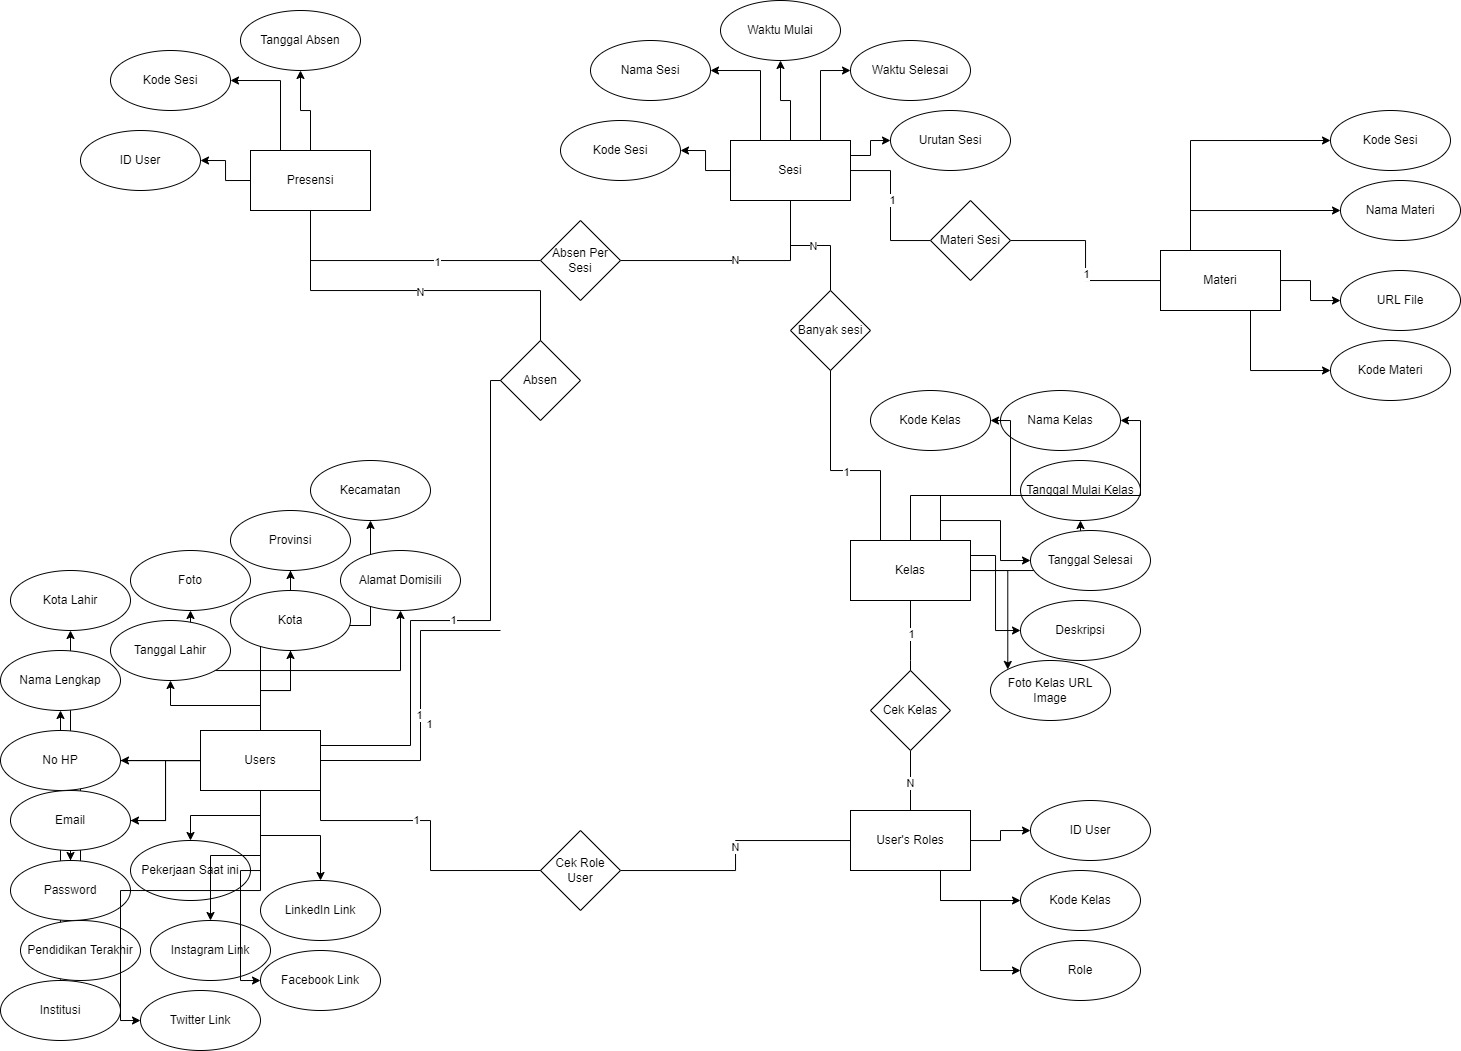 Waktu Mulai
Tanggal Absen
Nama Sesi
Waktu Selesai
Kode Sesi
Kode Sesi
Urutan Sesi
Kode Sesi
ID User
Presensi
Sesi
1
Nama Materi
Materi Sesi
Absen Per
Sesi
1
N
N
1
Materi
URL File
N
Banyak sesi
Absen
Kode Materi
Kode Kelas
Nama Kelas
1
Kecamatan
Tanggal Mulai Kelas
Provinsi
Tanggal Selesai
Kelas
Foto
Alamat Domisili
Kota Lahir
Kota
1
1
Deskripsi
Tanggal Lahir
Nama Lengkap
Foto Kelas URL
Image
Cek Kelas
1
1
No HP
Users
N
Email
1
Cek Role
User
N
User's Roles
ID User
Pekerjaan Saat ini
Password
LinkedIn Link
Kode Kelas
Pendidikan Terakhir
Instagram Link
Facebook Link
Role
Institusi
Twitter Link
Kode Sesi